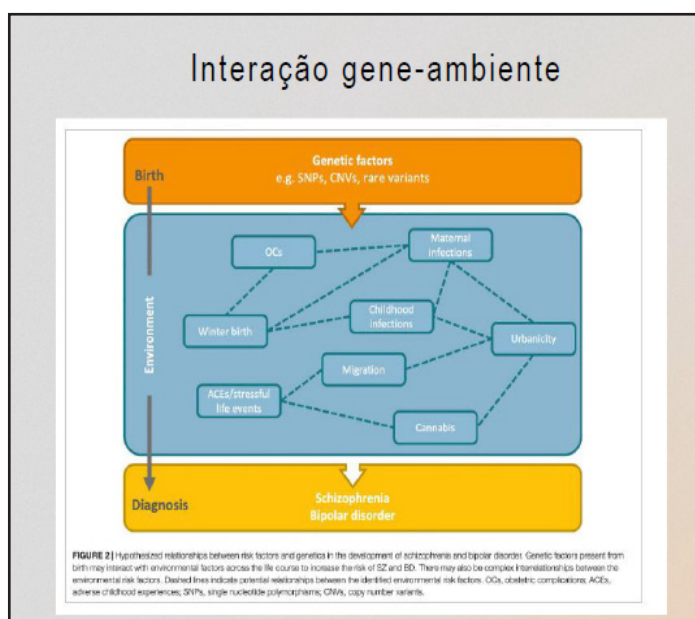 Interação gene-ambiente
Genetic factors
e.g. SNPs, CNVs, rare variants
Birth
OCs
Maternal
infections
Winter birth
Childhood
infections
Urbanicity
Environment
Migration
ACEs/stressful
life events
Cannabis
Diagnosis
Schizophrenia
Bipolar disorder
FIGURE 2 | Hypothesized relationships between risk factors and genetics in the development of schizophrenia and bipolar disorder. Genetic factors present from
birth may interact with environmental factors across the life course to increase the risk of SZ and BD. There may also be complex interrelationships between the
environmental risk factors. Dashed lines indicate potential relationships between the identified environmental risk factors. OCs, obstetric complications; ACEs,
adverse childhood experiences; SNPs, single nucleotide polymorphisms; CNVs, copy number variants.